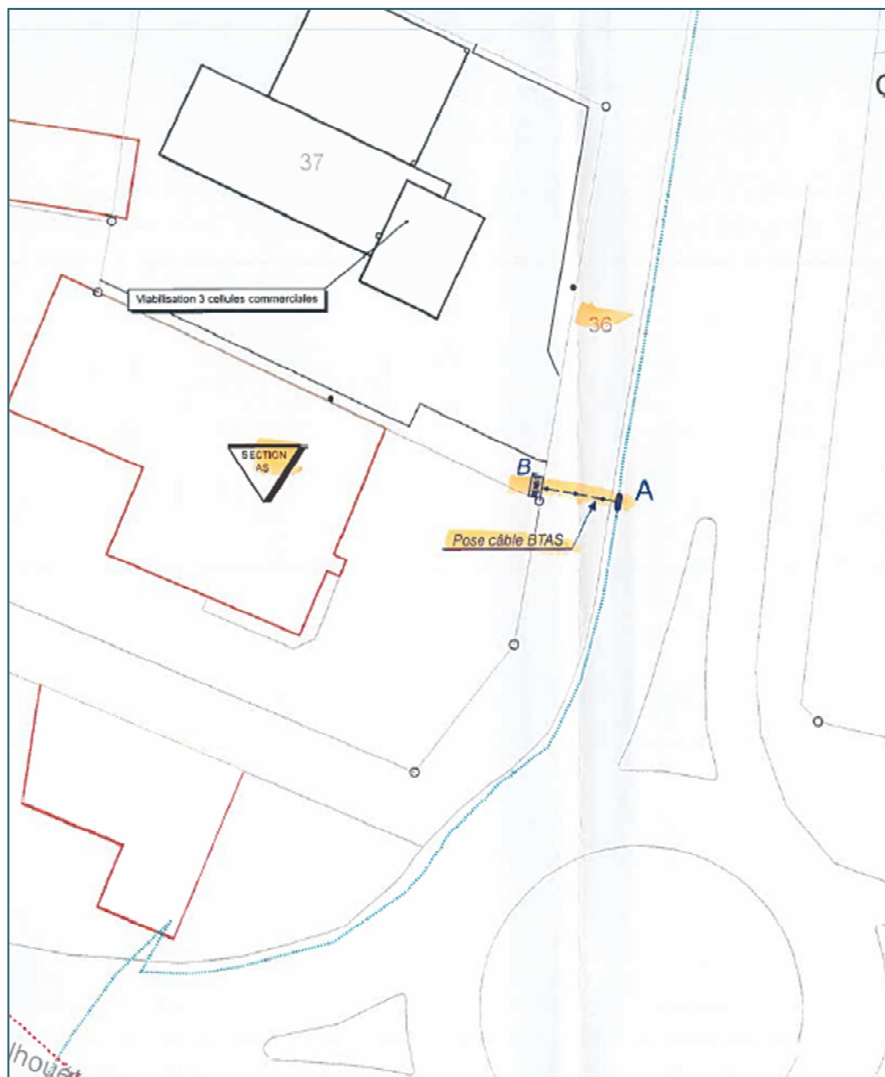 37
Viabilisation 3 cellules commerciales
36
SECTION
AS
B
A
Pose câble BTAS